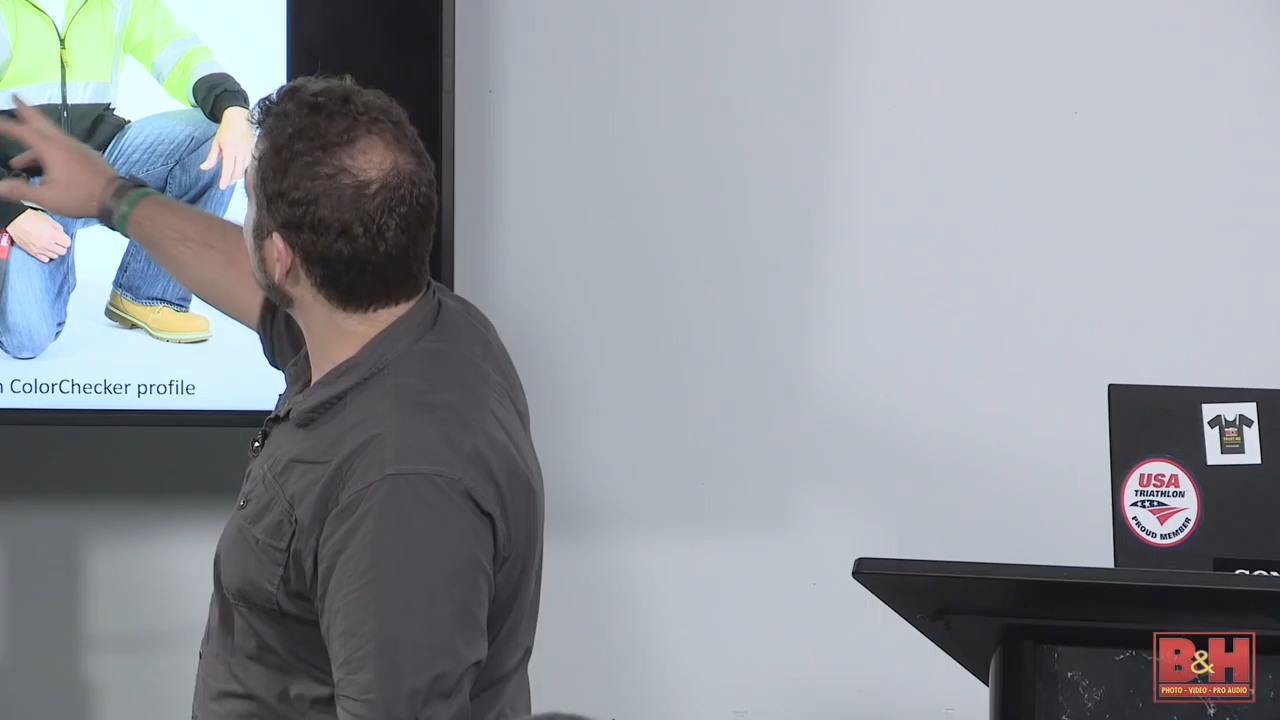 n ColorChecker profile
USA
TRIATHLON
PROUD MEMBER
B&H
PHOTO - VIDEO - PRO AUDIO